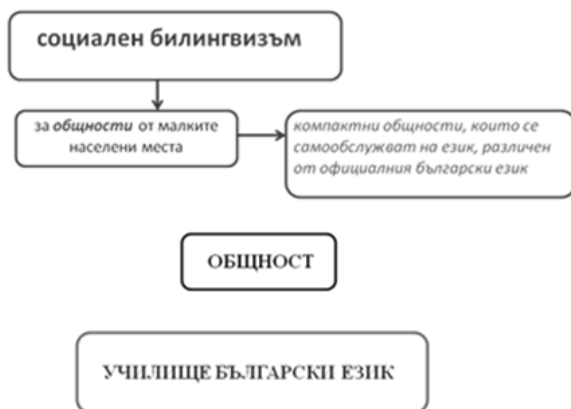 социален билингвизъм
за общности от малките
населени места
компактни общности, които се
самообслужват на език, различен
от официалния български език
ОБЩНОСТ
УЧИЛИЩЕ БЪЛГАРСКИ ЕЗИК